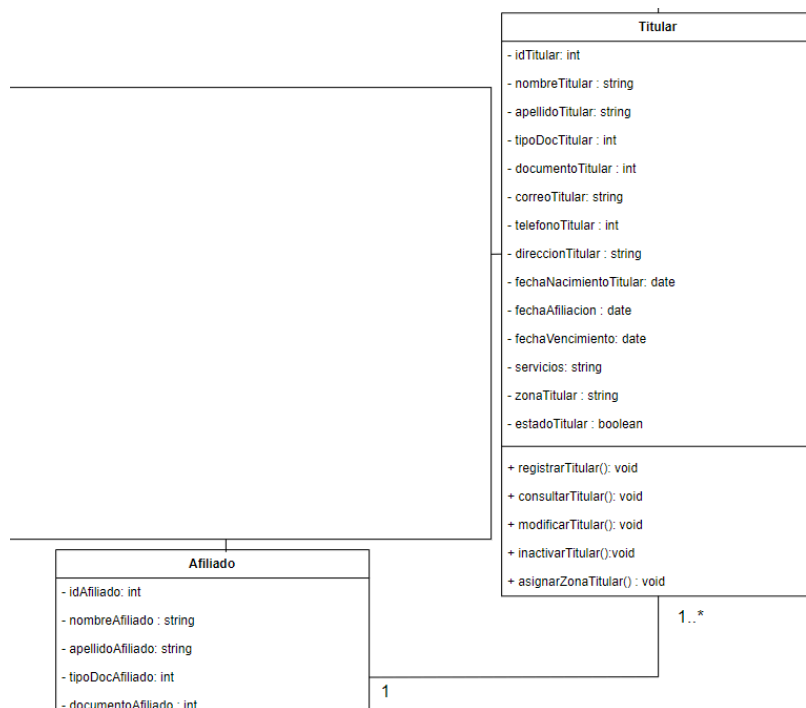 Titular
- idTitular: int
- nombreTitular : string
- apellidoTitular: string
- tipoDocTitular : int
- documentoTitular : int
- correoTitular: string
- telefonoTitular : int
- direccionTitular : string
- fechaNacimientoTitular: date
- fechaAfiliacion : date
- fechaVencimiento: date
- servicios: string
- zonaTitular : string
- estadoTitular : boolean
+ registrarTitular(): void
+ consultarTitular(): void
+ modificarTitular(): void
+ inactivarTitular():void
+ asignarZonaTitular() : void
1..*
Afiliado
- idAfiliado: int
- nombreAfiliado : string
- apellidoAfiliado: string
- tipoDocAfiliado: int
- documentoAfiliado : int
1